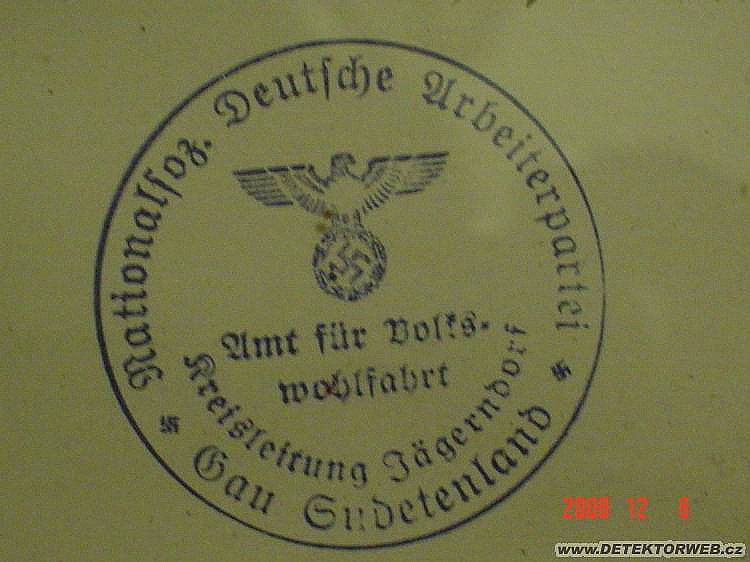 Nationalsoz. Deutsche Arbeiterpartei
Amt für Volks-
wohlfahrt
Kreisleitung Jägerndorf
Gau Sudetenland
2008 12 6
www.DETEKTORWEB.cz